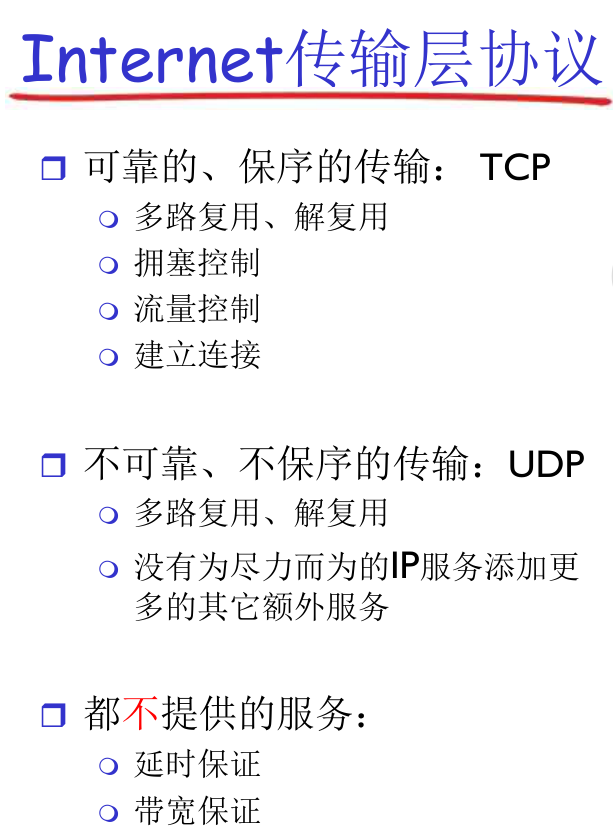 Internet传输层协议
可靠的、保序的传输： TCP
多路复用、解复用
拥塞控制
流量控制
建立连接
不可靠、不保序的传输：UDP
多路复用、解复用
没有为尽力而为的IP服务添加更
多的其它额外服务
都不提供的服务：
延时保证
带宽保证